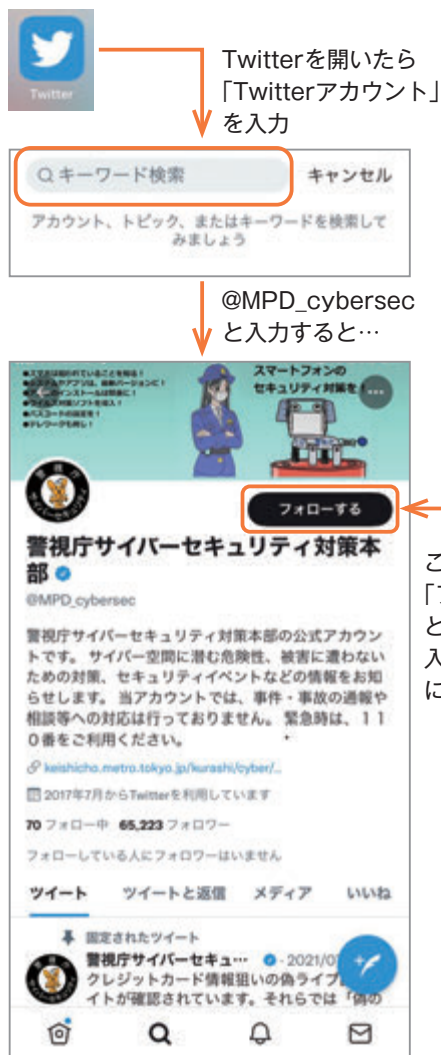 Twitter
Twitterを開いたら
「Twitterアカウント」
を入力
キーワード検索
キャンセル
アカウント、トピック、またはキーワードを検索して
みましょう
@MPD_cybersec
と入力すると…
スマートフォンの
セキュリティ対策を
警視庁
サイバーセキュリティ
フォローする
警視庁サイバーセキュリティ対策本
部
@MPD_cybersec
警視庁サイバーセキュリティ対策本部の公式アカウン
トです。サイバー空間に潜む危険性、被害に遭わない
ための対策、セキュリティイベントなどの情報をお知
らせします。当アカウントでは、事件・事故の通報や
相談等への対応は行っておりません。緊急時は、11
0番をご利用ください。
keishicho.metro.tokyo.jp/kurashi/cyber/...
2017年7月からTwitterを利用しています
70 フォロー中 65,223 フォロワー
フォローしている人にフォロワーはいません
ツイート ツイートと返信 メディア いいね
固定されたツイート
警視庁サイバーセキュ… · 2021/0
クレジットカード情報狙いの偽ライブ
イトが確認されています。それらでは「偽の
こ
「フ
と
入
に